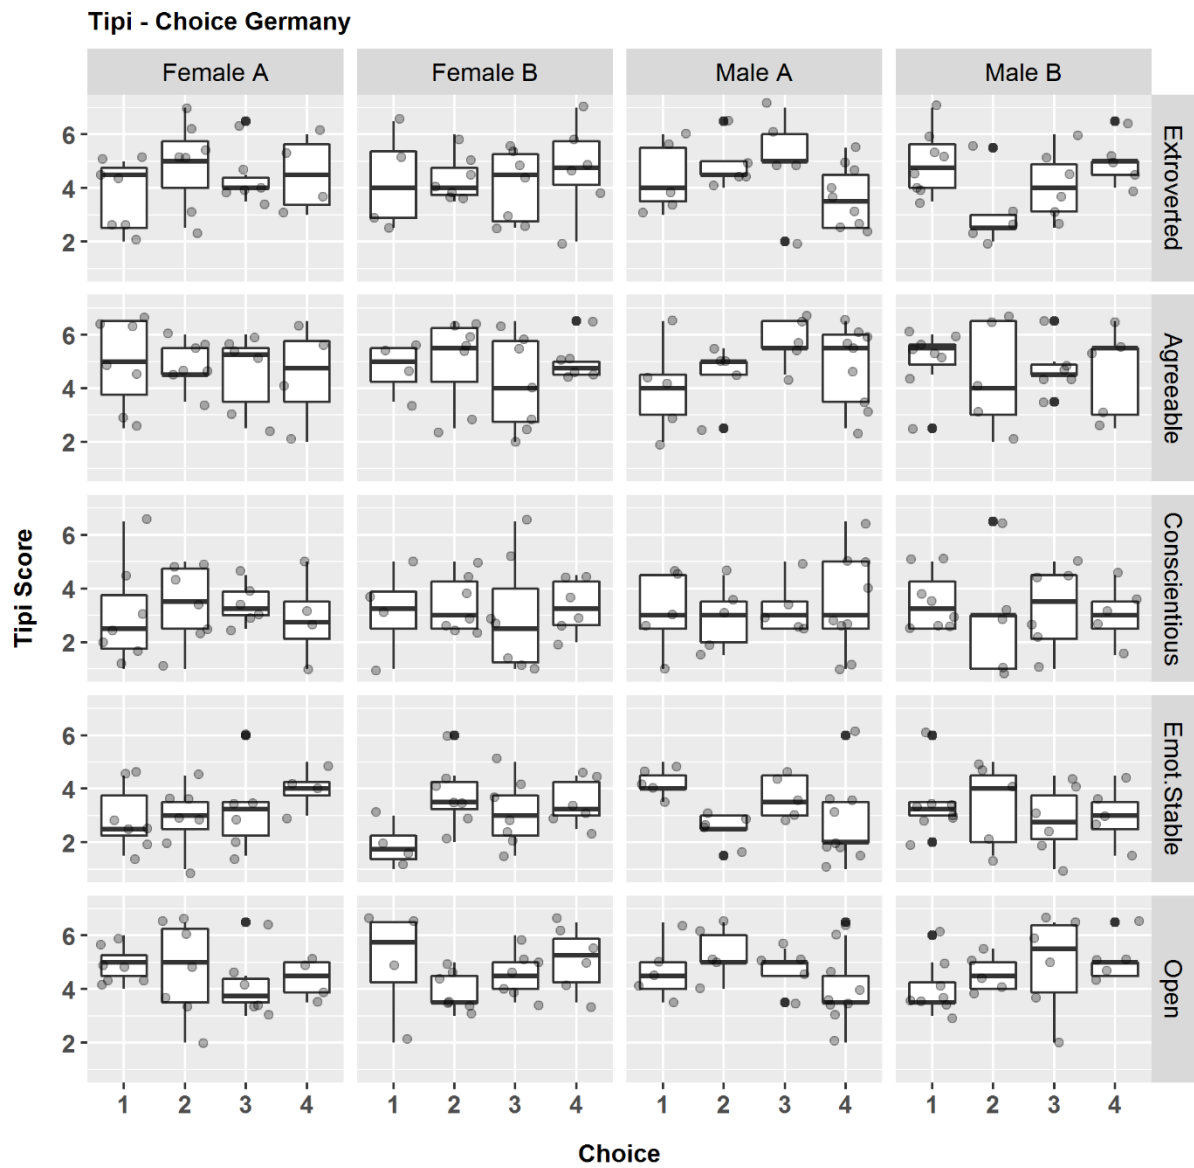 Tipi - Choice Germany
Female A
Female B
Male A
Male B
Extroverted
6
4
2
Agreeable
6
4
2
Conscientious
6
4
2
Emot.Stable
6
4
2
Open
6
4
2
Tipi Score
1 2 3 4
1 2 3 4
1 2 3 4
1 2 3 4
Choice